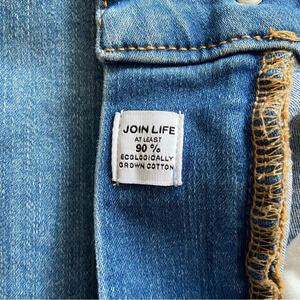 JOIN LIFE
AT LEAST
90 %
ECOLOGICALLY
GROWN COTTON